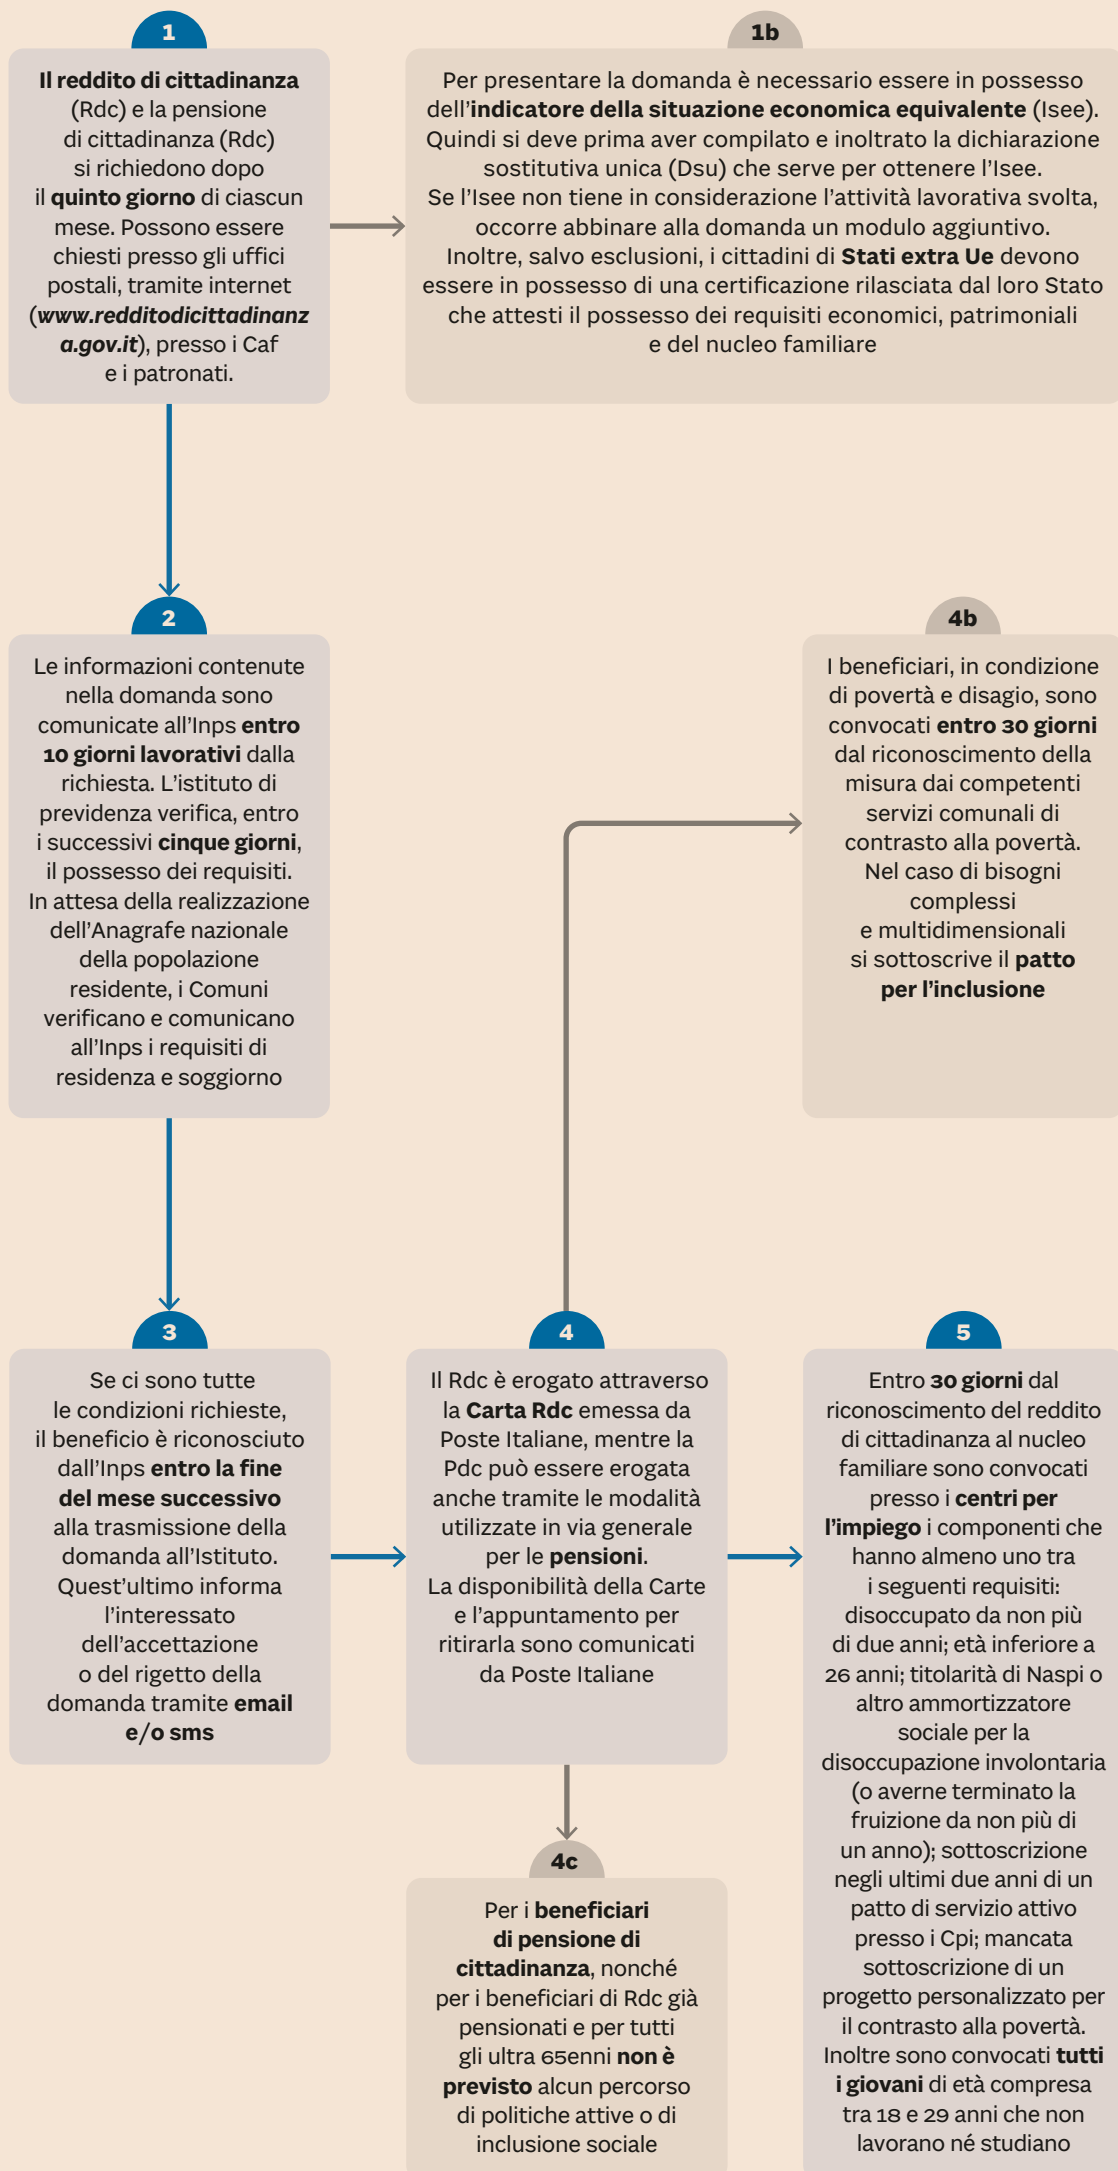 1
Il reddito di cittadinanza
(Rdc) e la pensione
di cittadinanza (Rdc)
si richiedono dopo
il quinto giorno di ciascun
mese. Possono essere
chiesti presso gli uffici
postali, tramite internet
(www.redditodicittadinanz
a.gov.it), presso i Caf
e i patronati.
1b
Per presentare la domanda è necessario essere in possesso
dell'indicatore della situazione economica equivalente (Isee).
Quindi si deve prima aver compilato e inoltrato la dichiarazione
sostitutiva unica (Dsu) che serve per ottenere l'Isee.
Se l'Isee non tiene in considerazione l'attività lavorativa svolta,
occorre abbinare alla domanda un modulo aggiuntivo.
Inoltre, salvo esclusioni, i cittadini di Stati extra Ue devono
essere in possesso di una certificazione rilasciata dal loro Stato
che attesti il possesso dei requisiti economici, patrimoniali
e del nucleo familiare
2
Le informazioni contenute
nella domanda sono
comunicate all'Inps entro
10 giorni lavorativi dalla
richiesta. L'istituto di
previdenza verifica, entro
i successivi cinque giorni,
il possesso dei requisiti.
In attesa della realizzazione
dell'Anagrafe nazionale
della popolazione
residente, i Comuni
verificano e comunicano
all'Inps i requisiti di
residenza e soggiorno
4b
I beneficiari, in condizione
di povertà e disagio, sono
convocati entro 30 giorni
dal riconoscimento della
misura dai competenti
servizi comunali di
contrasto alla povertà.
Nel caso di bisogni
complessi
e multidimensionali
si sottoscrive il patto
per l'inclusione
3
Se ci sono tutte
le condizioni richieste,
il beneficio è riconosciuto
dall'Inps entro la fine
del mese successivo
alla trasmissione della
domanda all'Istituto.
Quest'ultimo informa
l'interessato
dell'accettazione
o del rigetto della
domanda tramite email
e/o sms
4
Il Rdc è erogato attraverso
la Carta Rdc emessa da
Poste Italiane, mentre la
Pdc può essere erogata
anche tramite le modalità
utilizzate in via generale
per le pensioni.
La disponibilità della Carte
e l'appuntamento per
ritirarla sono comunicati
da Poste Italiane
5
Entro 30 giorni dal
riconoscimento del reddito
di cittadinanza al nucleo
familiare sono convocati
presso i centri per
l'impiego i componenti che
hanno almeno uno tra
i seguenti requisiti:
disoccupato da non più
di due anni; età inferiore a
26 anni; titolarità di Naspi o
altro ammortizzatore
sociale per la
disoccupazione involontaria
(o averne terminato la
fruizione da non più di
un anno); sottoscrizione
negli ultimi due anni di un
patto di servizio attivo
presso i Cpi; mancata
sottoscrizione di un
progetto personalizzato per
il contrasto alla povertà.
Inoltre sono convocati tutti
i giovani di età compresa
tra 18 e 29 anni che non
lavorano né studiano
4c
Per i beneficiari
di pensione di
cittadinanza, nonché
per i beneficiari di Rdc già
pensionati e per tutti
gli ultra 65enni non è
previsto alcun percorso
di politiche attive o di
inclusione sociale